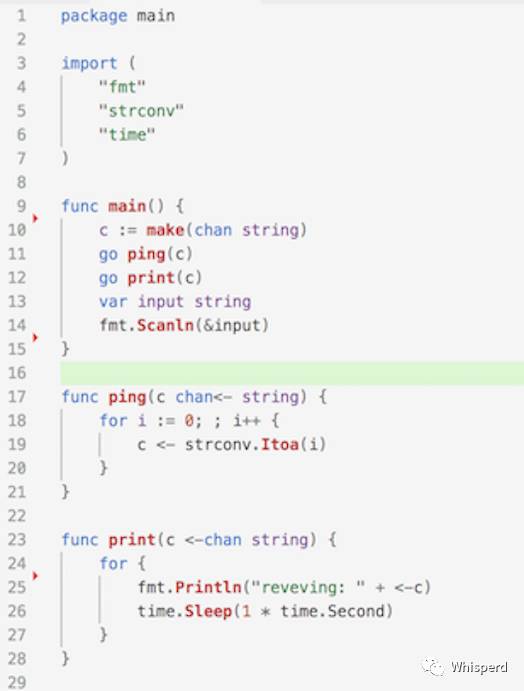 1 package main
2
3 import (
4     "fmt"
5     "strconv"
6     "time"
7 )
8
9 func main() {
10     c := make(chan string)
11     go ping(c)
12     go print(c)
13     var input string
14     fmt.Scanln(&input)
15 }
16
17 func ping(c chan<- string) {
18     for i := 0; ; i++ {
19         c <- strconv.Itoa(i)
20     }
21 }
22
23 func print(c <-chan string) {
24     for {
25         fmt.Println("reveving: " + <-c)
26         time.Sleep(1 * time.Second)
27     }
28 }
29
Whisperd